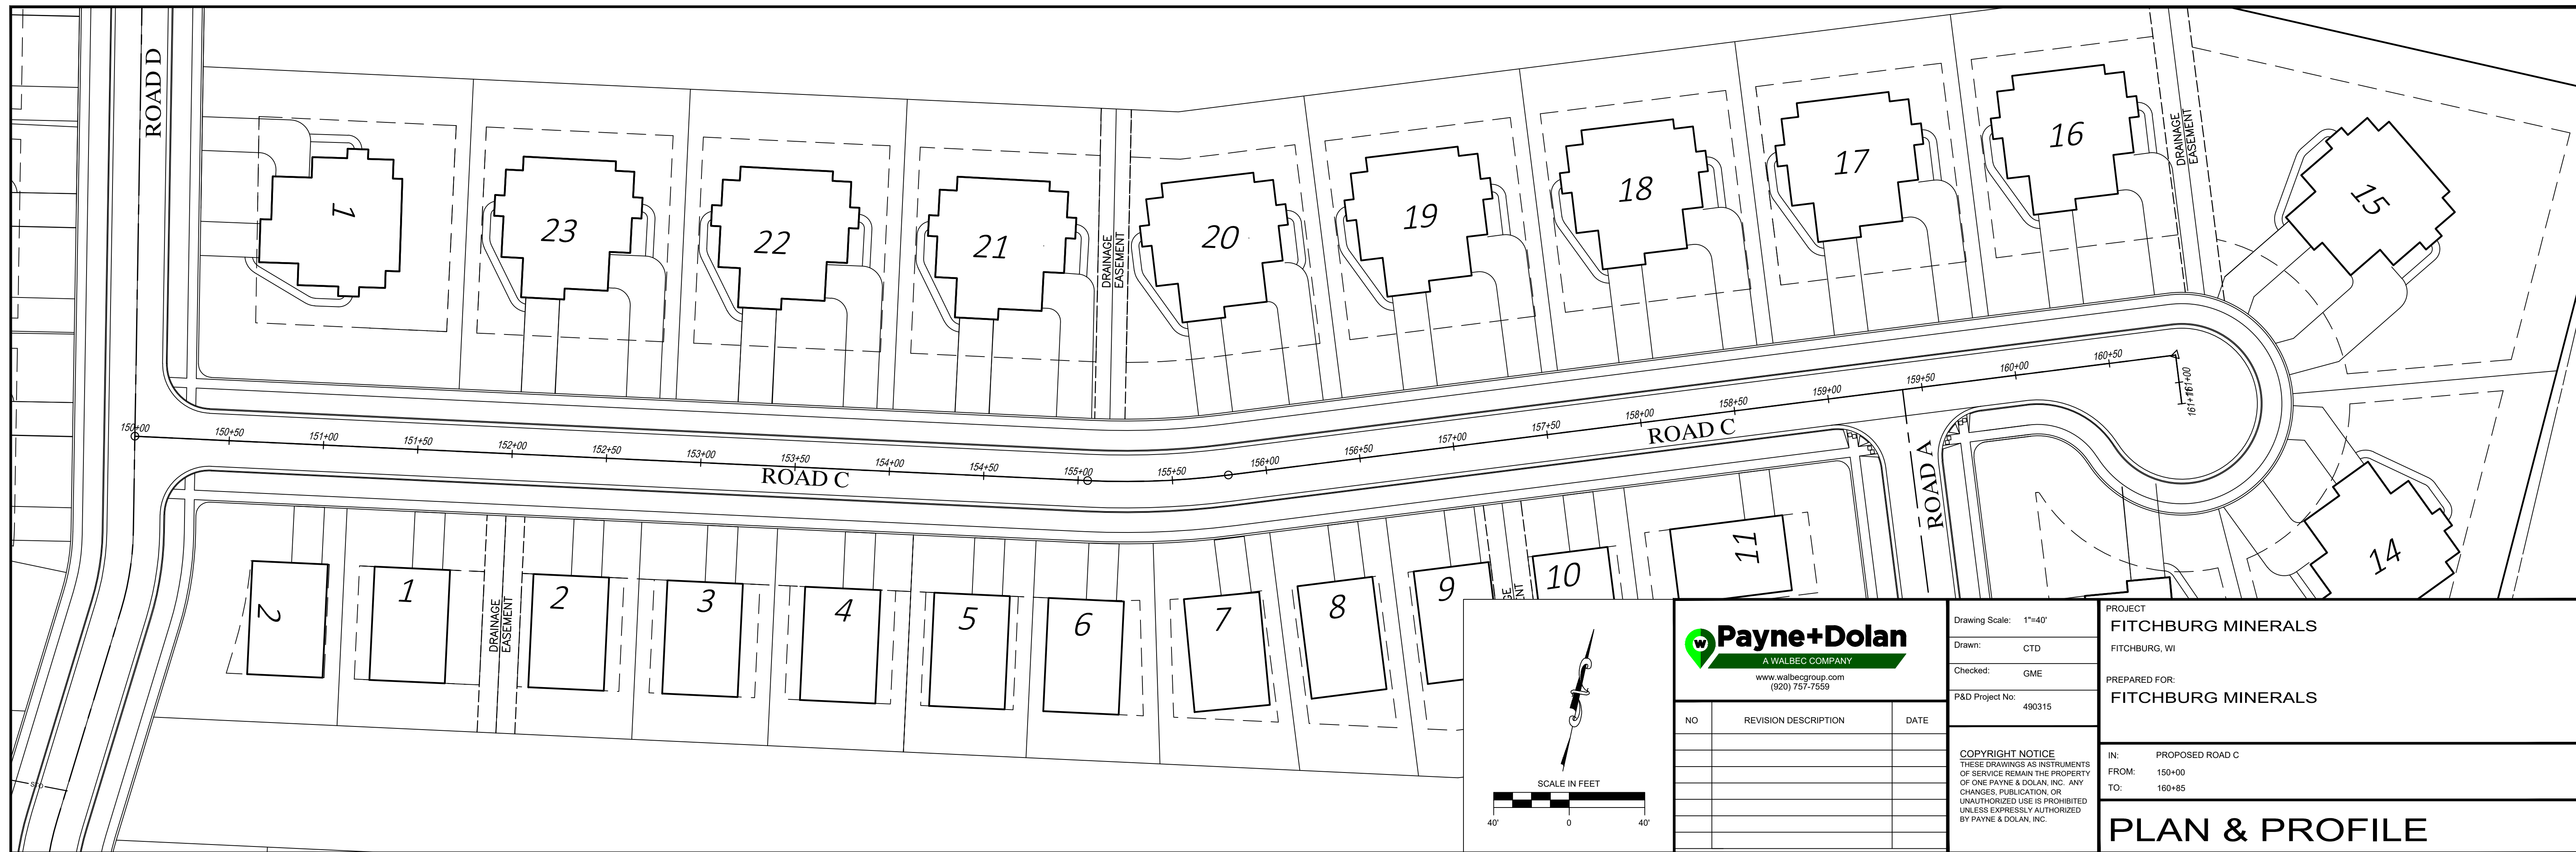 ROAD D
1
23
22
21
DRAINAGE
EASEMENT
20
19
18
17
16
DRAINAGE
EASEMENT
15
150+00
150+50
151+00
151+50
152+00
152+50
153+00
153+50
154+00
154+50
155+00
155+50
156+00
156+50
157+00
157+50
158+00
158+50
159+00
159+50
160+00
160+50
161+00
ROAD C
ROAD C
ROAD A
2
1
DRAINAGE
EASEMENT
2
3
4
5
6
7
8
9
10
11
14
SCALE IN FEET
40' 0 40'
W Payne+Dolan
A WALBEC COMPANY
www.walbecgroup.com
(920) 757-7559
NO REVISION DESCRIPTION DATE
Drawing Scale: 1"=40'
Drawn: CTD
Checked: GME
P&D Project No:
490315
COPYRIGHT NOTICE
THESE DRAWINGS AS INSTRUMENTS
OF SERVICE REMAIN THE PROPERTY
OF ONE PAYNE & DOLAN, INC. ANY
CHANGES, PUBLICATION, OR
UNAUTHORIZED USE IS PROHIBITED
UNLESS EXPRESSLY AUTHORIZED
BY PAYNE & DOLAN, INC.
PROJECT
FITCHBURG MINERALS
FITCHBURG, WI
PREPARED FOR:
FITCHBURG MINERALS
IN: PROPOSED ROAD C
FROM: 150+00
TO: 160+85
PLAN & PROFILE